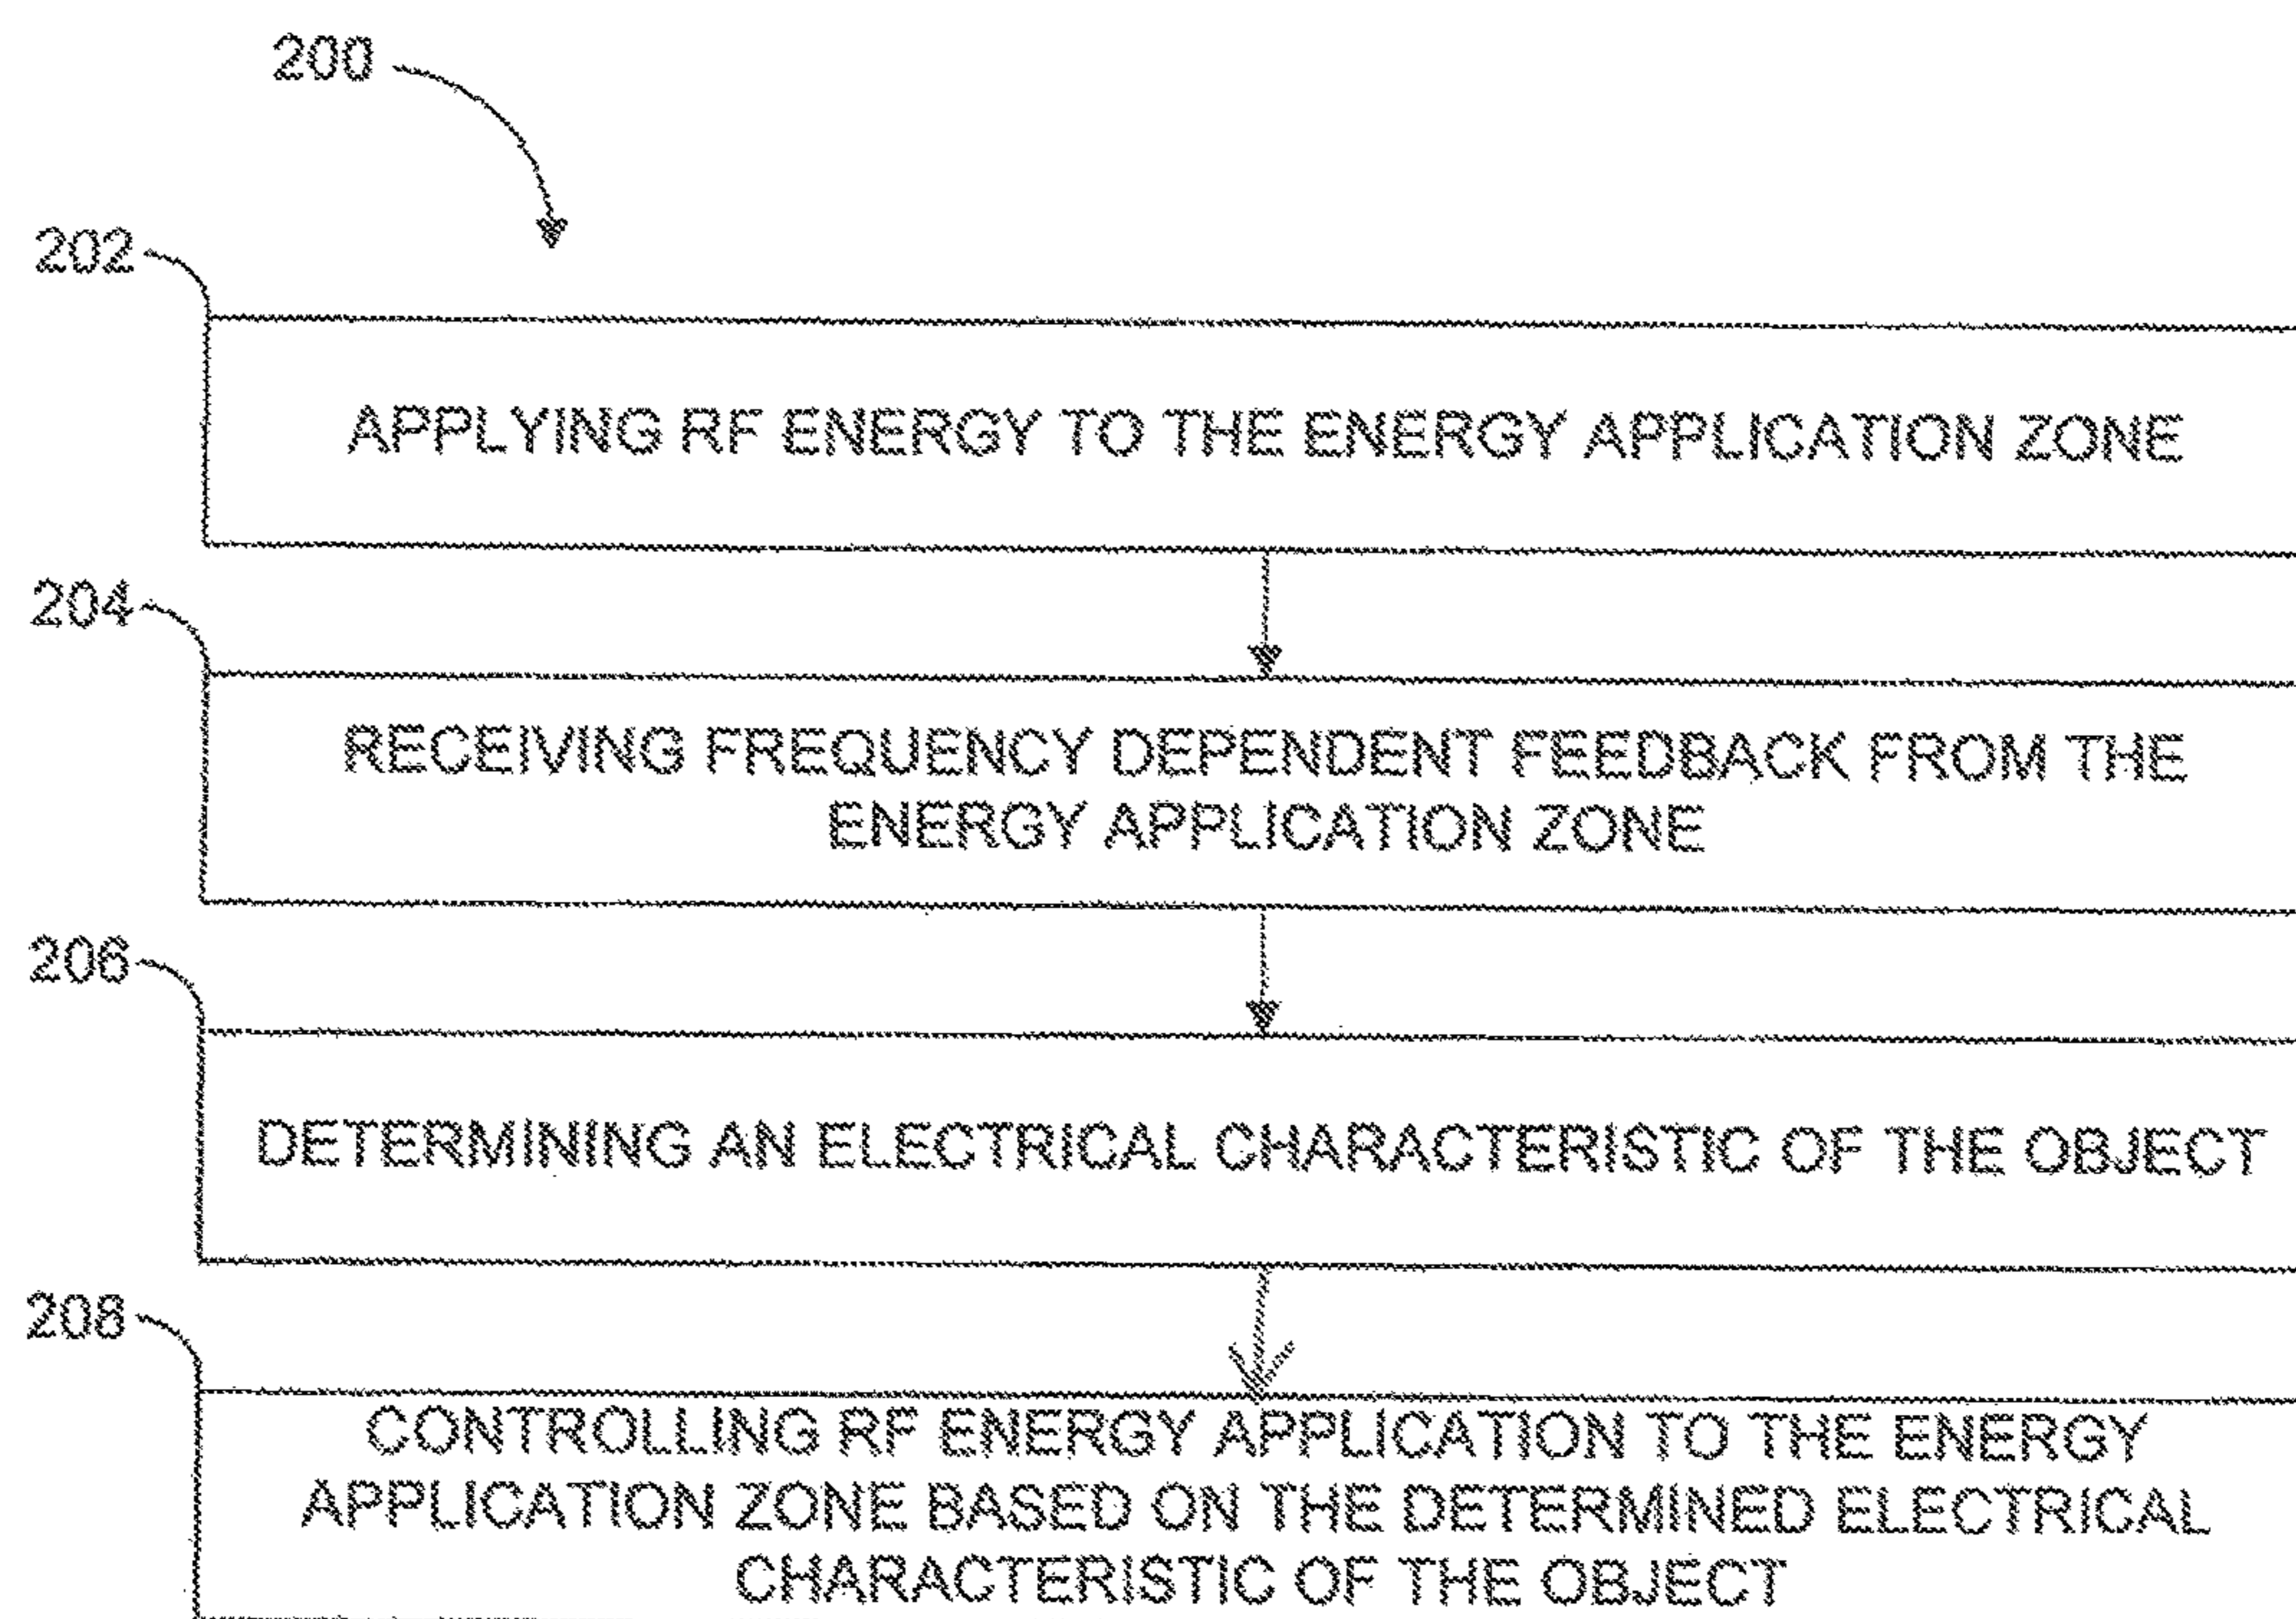 200
202
APPLYING RF ENERGY TO THE ENERGY APPLICATION ZONE
204
RECEIVING FREQUENCY DEPENDENT FEEDBACK FROM THE
ENERGY APPLICATION ZONE
206
DETERMINING AN ELECTRICAL CHARACTERISTIC OF THE OBJECT
208
CONTROLLING RF ENERGY APPLICATION TO THE ENERGY
APPLICATION ZONE BASED ON THE DETERMINED ELECTRICAL
CHARACTERISTIC OF THE OBJECT